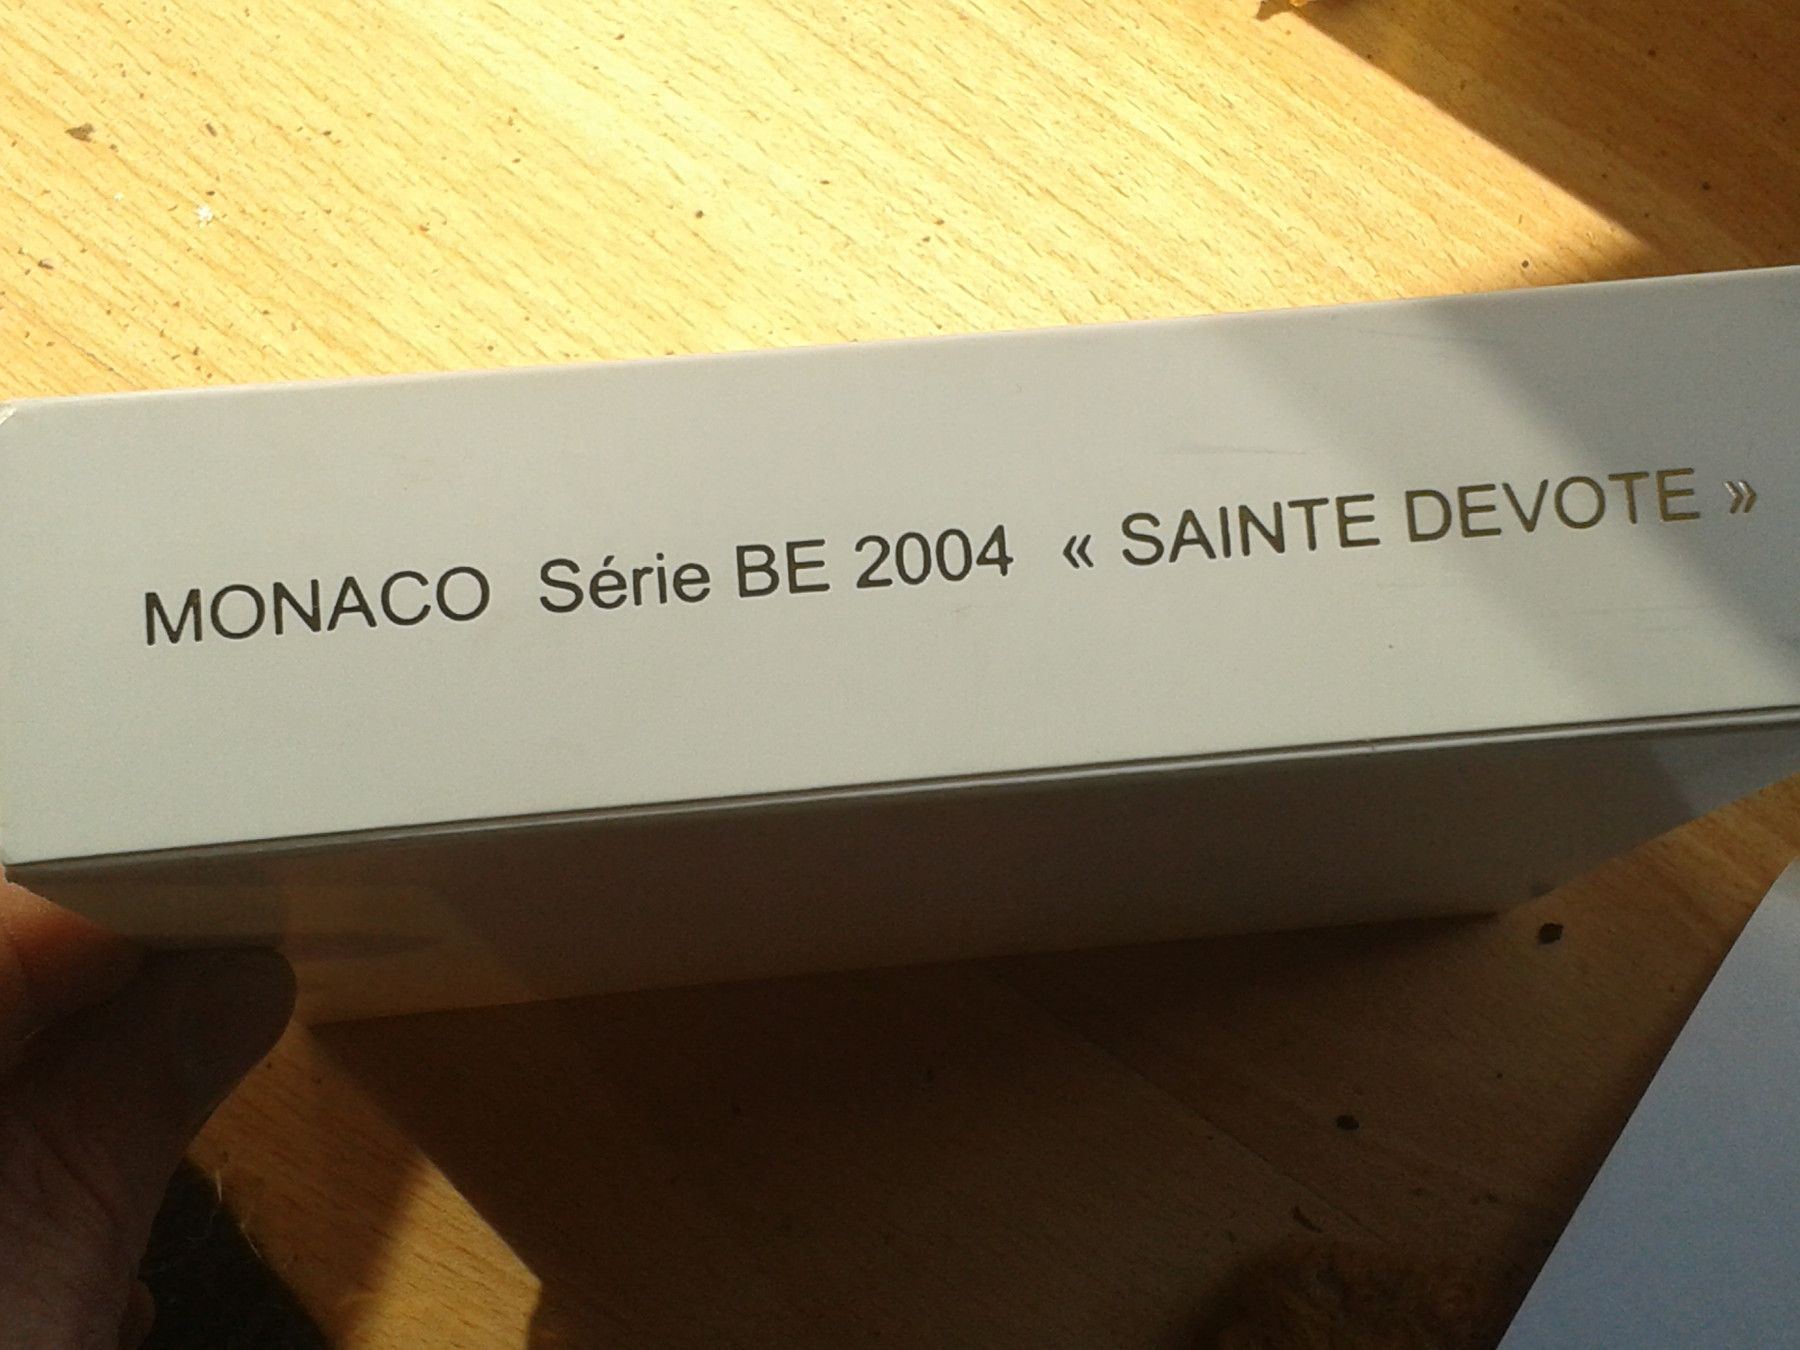 MONACO Série BE 2004 « SAINTE DEVOTE »